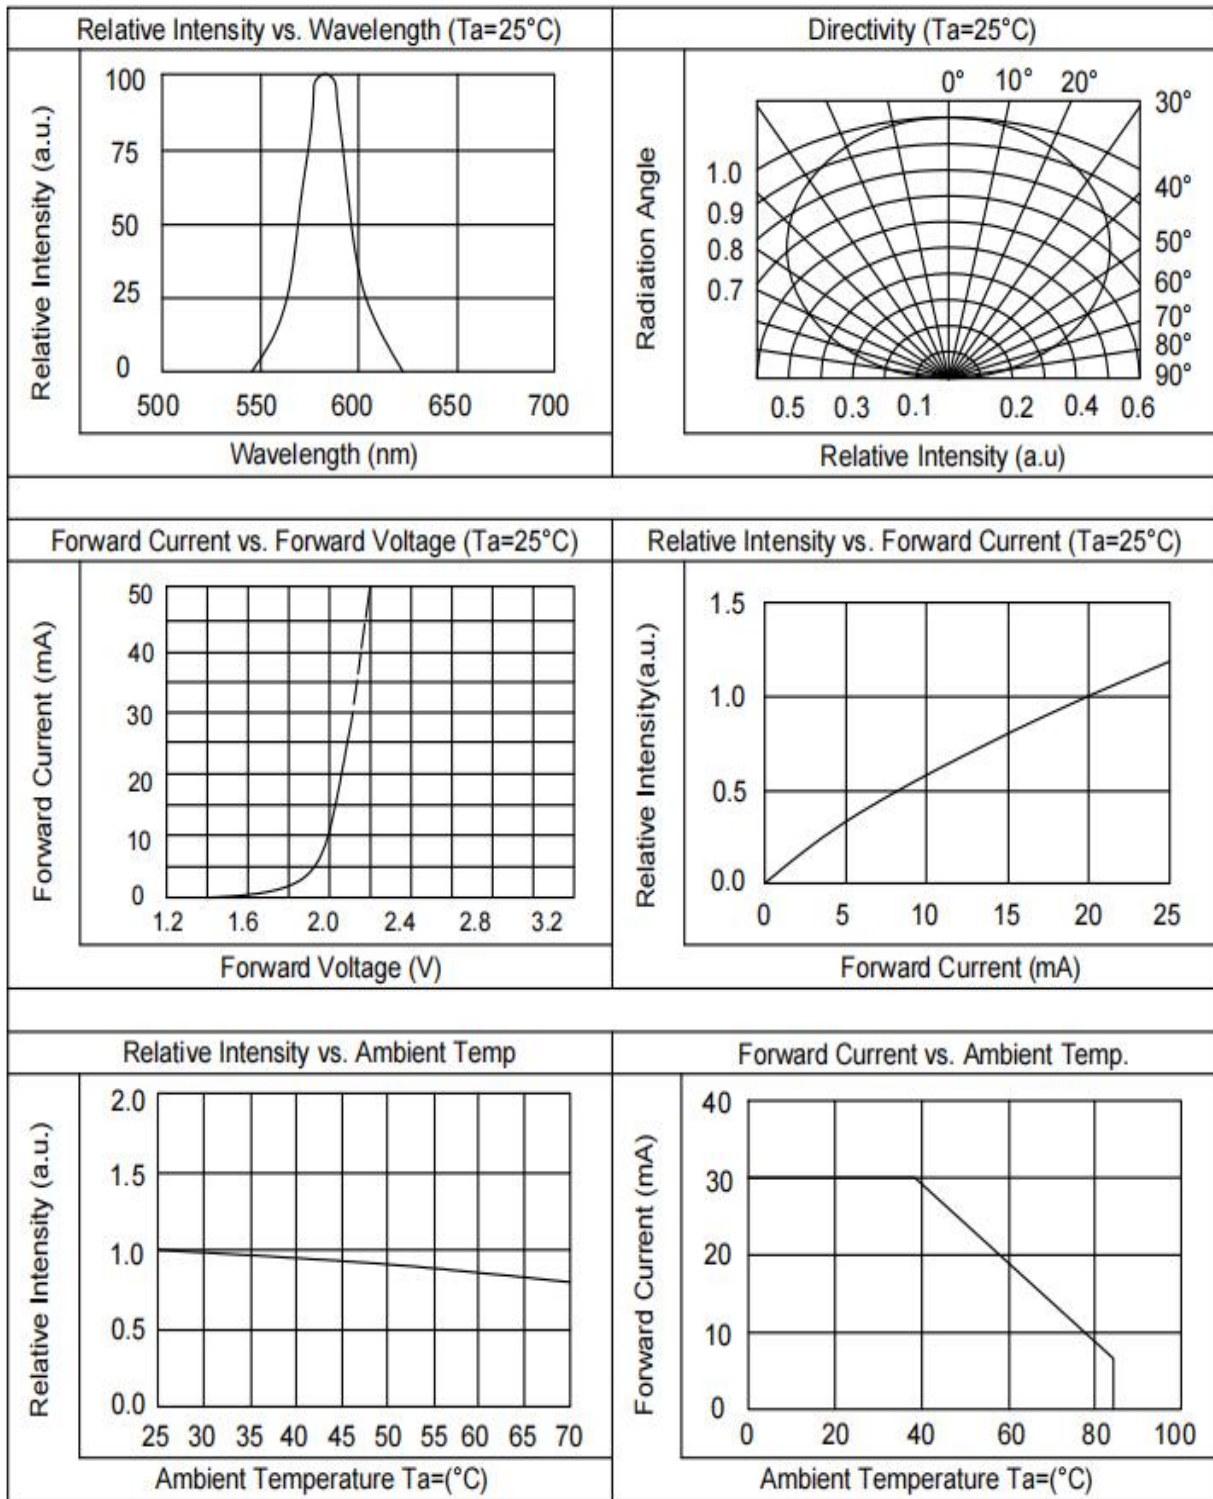 Relative Intensity vs. Wavelength (Ta=25°C)
Relative Intensity (a.u.)
100
75
50
25
0
500 550 600 650 700
Wavelength (nm)
Directivity (Ta=25°C)
Radiation Angle
0° 10° 20°
30°
40°
50°
60°
70°
80°
90°
1.0
0.9
0.8
0.7
0.5 0.3 0.1 0.2 0.4 0.6
Relative Intensity (a.u)
Forward Current vs. Forward Voltage (Ta=25°C)
Forward Current (mA)
50
40
30
20
10
0
1.2 1.6 2.0 2.4 2.8 3.2
Forward Voltage (V)
Relative Intensity vs. Forward Current (Ta=25°C)
Relative Intensity(a.u.)
1.5
1.0
0.5
0.0
0 5 10 15 20 25
Forward Current (mA)
Relative Intensity vs. Ambient Temp
Relative Intensity (a.u.)
2.0
1.5
1.0
0.5
0.0
25 30 35 40 45 50 55 60 65 70
Ambient Temperature Ta=(°C)
Forward Current vs. Ambient Temp.
Forward Current (mA)
40
30
20
10
0
0 20 40 60 80 100
Ambient Temperature Ta=(°C)